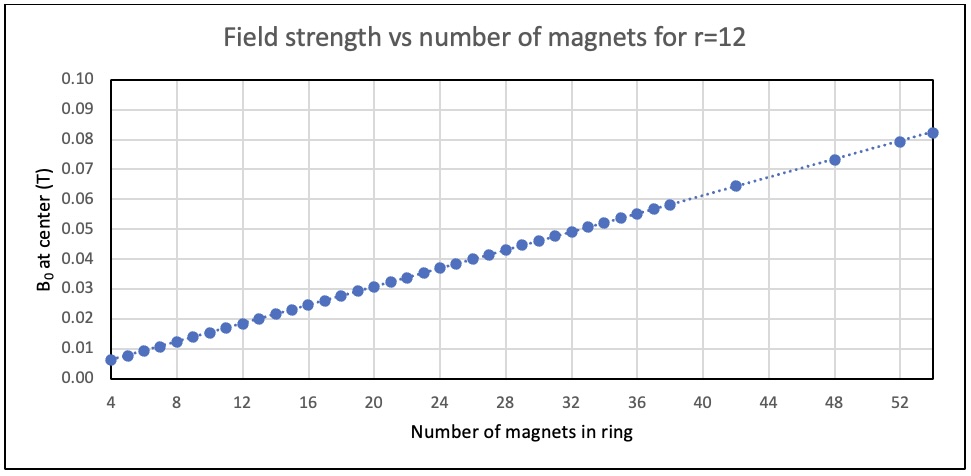 Field strength vs number of magnets for r=12
0.10
0.09
0.08
0.07
0.06
0.05
0.04
0.03
0.02
0.01
0.00
B₀ at center (T)
4 8 12 16 20 24 28 32 36 40 44 48 52
Number of magnets in ring